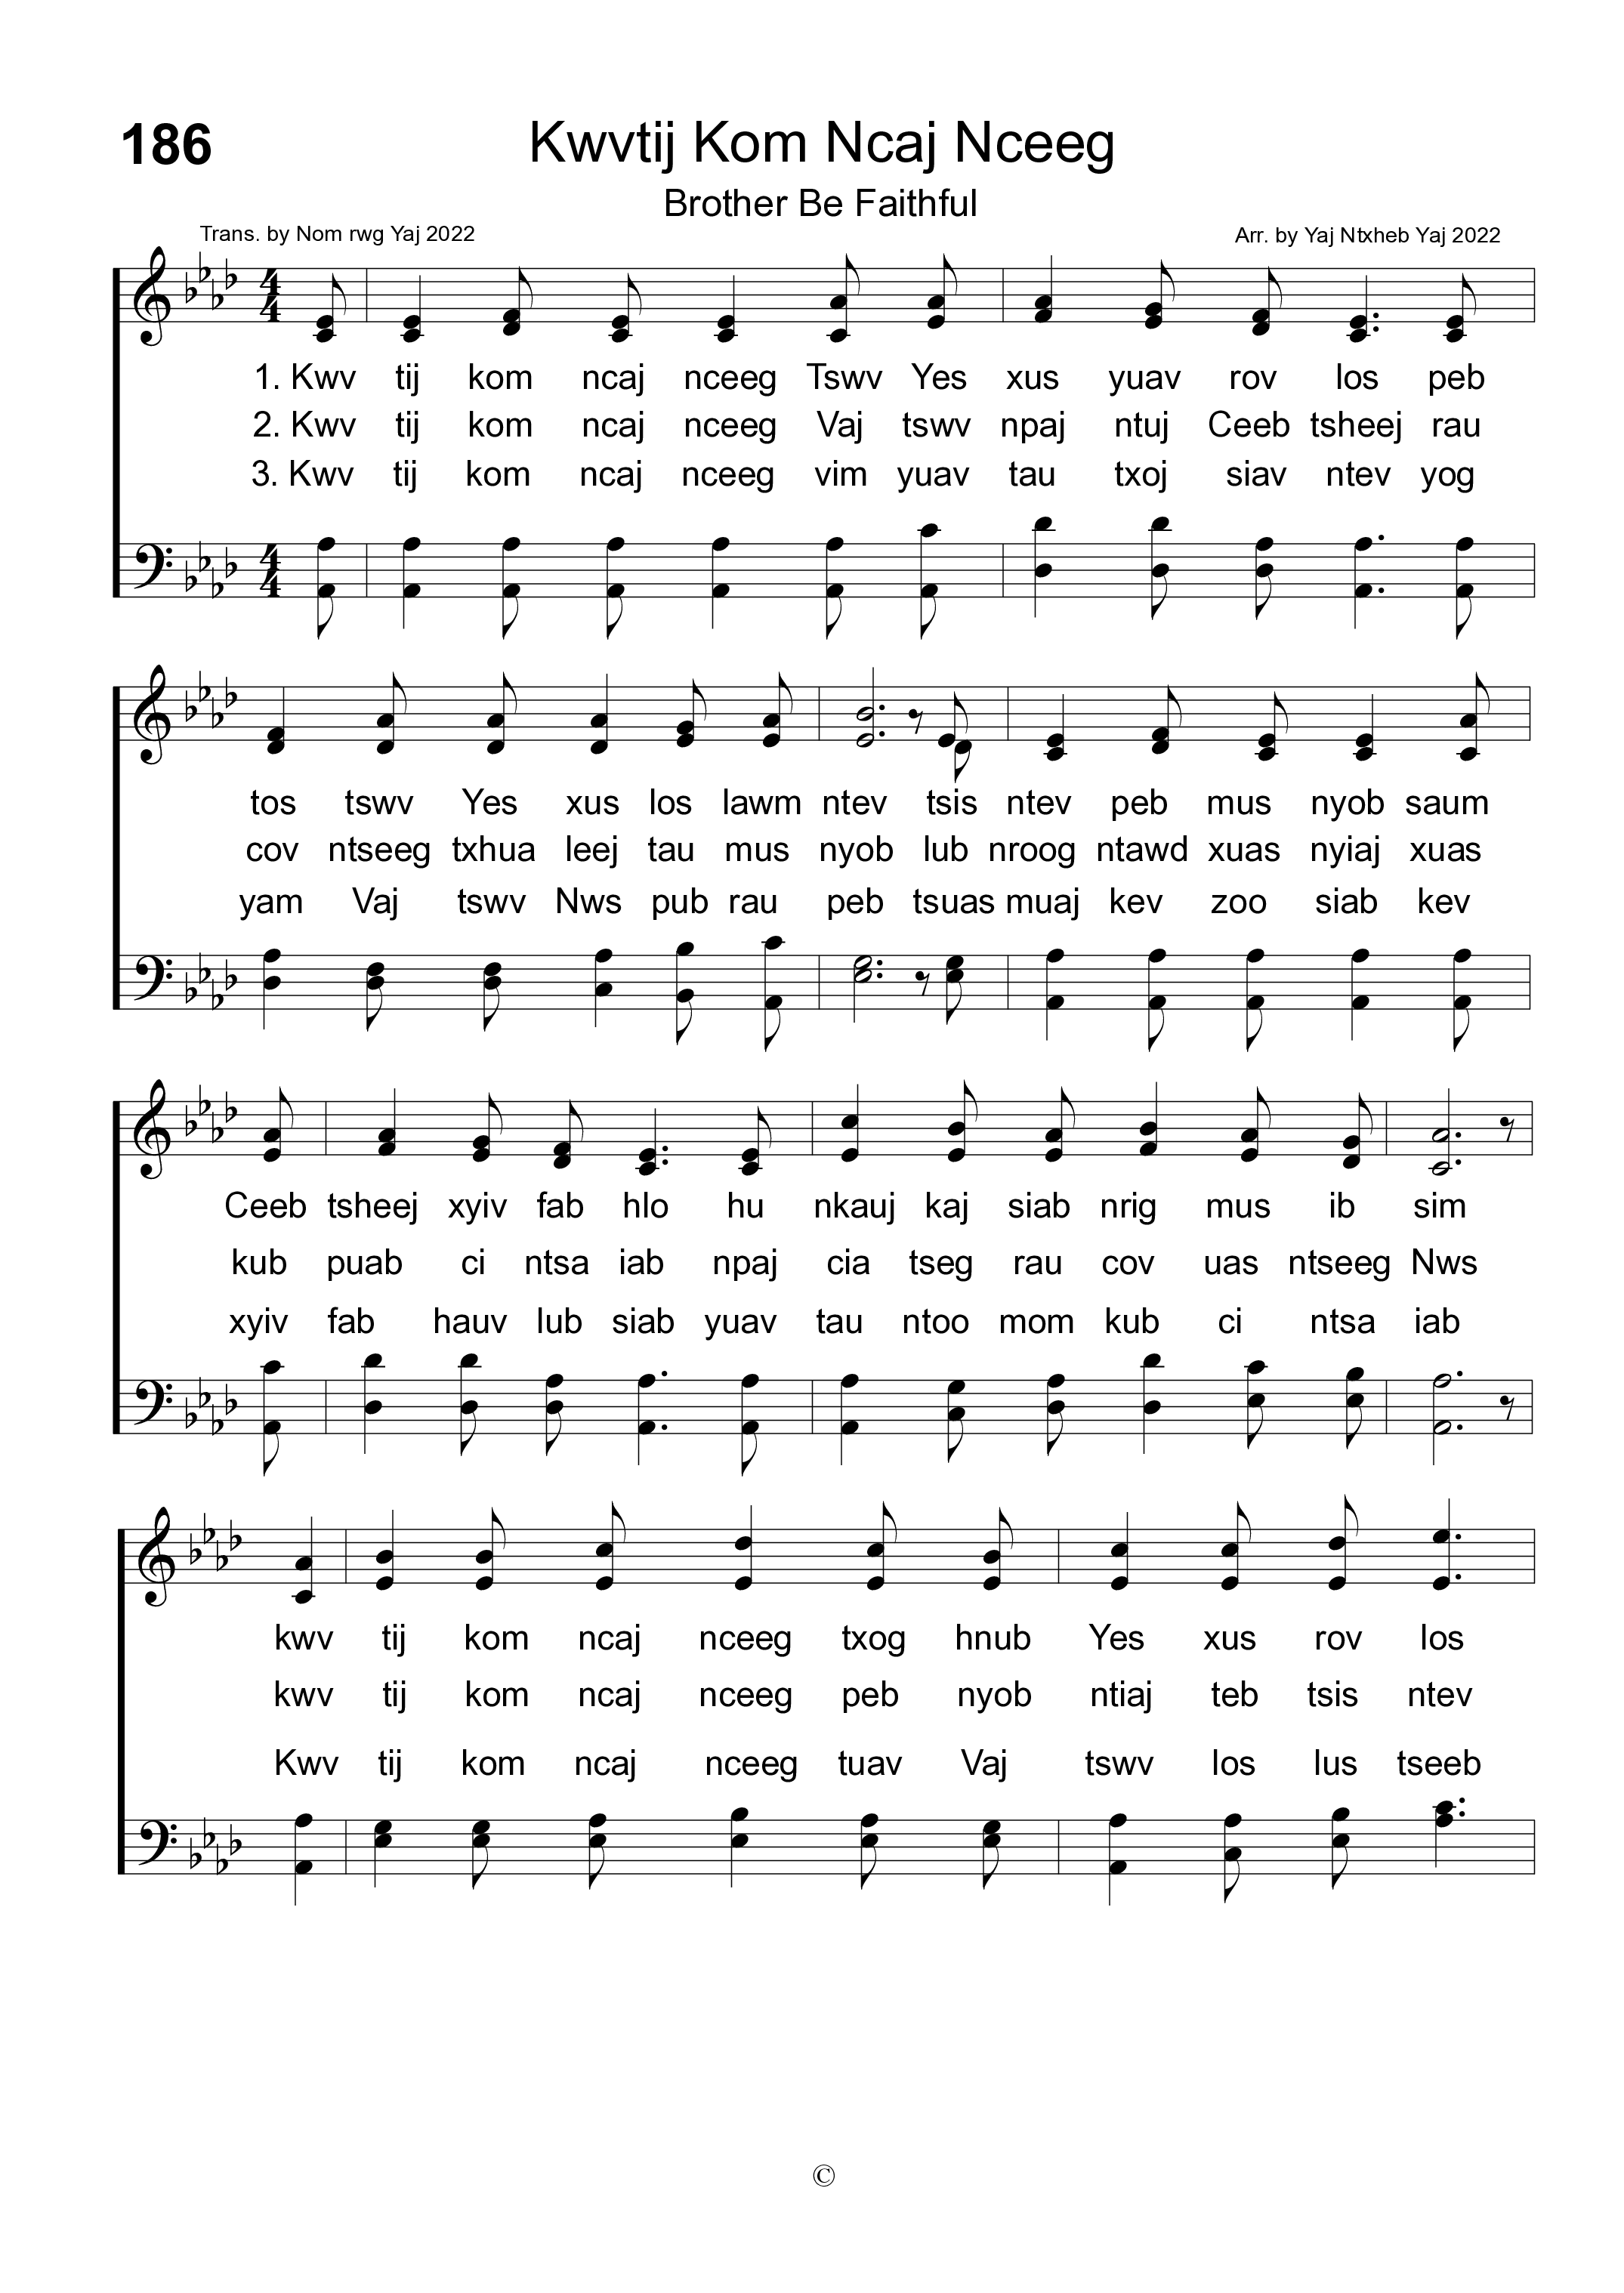 186
Kwvtij Kom Ncaj Nceeg
Brother Be Faithful
Trans. by Nom rwg Yaj 2022
Arr. by Yaj Ntxheb Yaj 2022
1. Kwv tij kom ncaj nceeg Tswv Yes xus yuav rov los peb
2. Kwv tij kom ncaj nceeg Vaj tswv npaj ntuj Ceeb tsheej rau
3. Kwv tij kom ncaj nceeg vim yuav tau txoj siav ntev yog
tos tswv Yes xus los lawm ntev tsis ntev peb mus nyob saum
cov ntseeg txhua leej tau mus nyob lub nroog ntawd xuas nyiaj xuas
yam Vaj tswv Nws pub rau peb tsuas muaj kev zoo siab kev
Ceeb tsheej xyiv fab hlo hu nkauj kaj siab nrig mus ib sim
kub puab ci ntsa iab npaj cia tseg rau cov uas ntseeg Nws
xyiv fab hauv lub siab yuav tau ntoo mom kub ci ntsa iab
kwv tij kom ncaj nceeg txog hnub Yes xus rov los
kwv tij kom ncaj nceeg peb nyob ntiaj teb tsis ntev
Kwv tij kom ncaj nceeg tuav Vaj tswv los lus tseeb
©